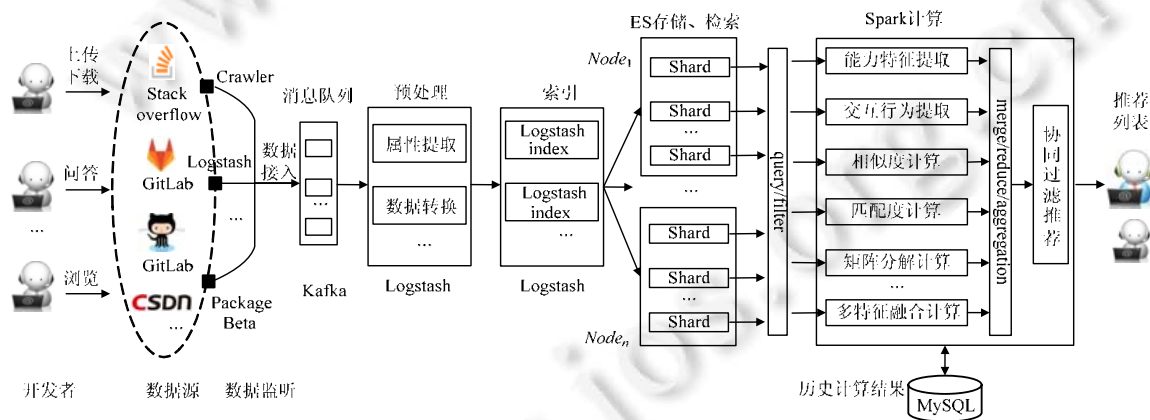 上传
下载
问答
...
浏览
开发者
Stack
overflow
GitLab
GitLab
CSDN
...
数据源
Crawler
Logstash
...
Package
Beta
数据监听
数据
接入
消息队列
...
Kafka
预处理
属性提取
数据转换
...
Logstash
索引
Logstash
index
Logstash
index
...
Logstash
ES存储、检索
Node1
Shard
Shard
...
Shard
...
Shard
Shard
...
Shard
Noden
query/filter
Spark计算
能力特征提取
交互行为提取
...
相似度计算
匹配度计算
矩阵分解计算
多特征融合计算
merge/reduce/aggregation
协同过滤推荐
推荐
列表
历史计算结果
MySQL